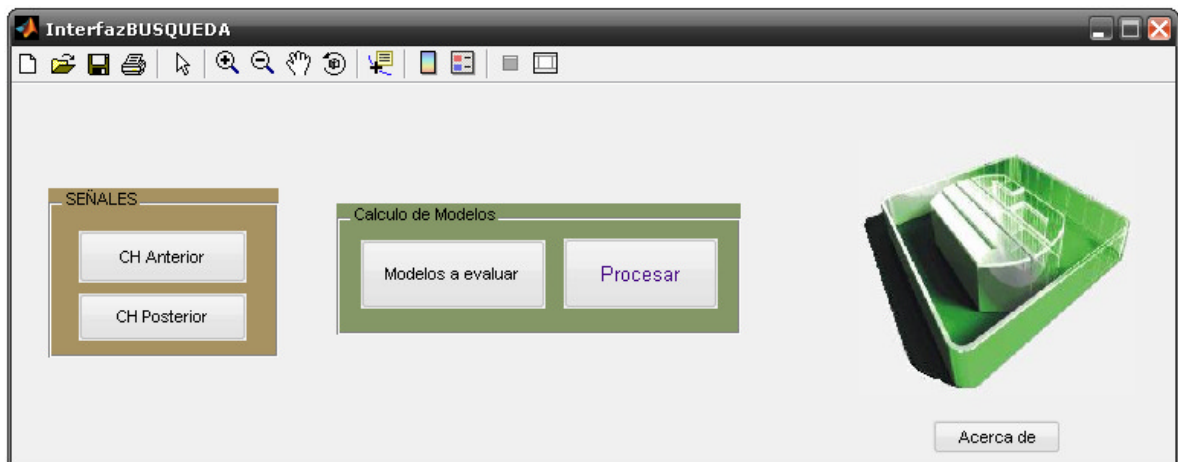 InterfazBUSQUEDA
SEÑALES
CH Anterior
CH Posterior
Calculo de Modelos
Modelos a evaluar
Procesar
Acerca de